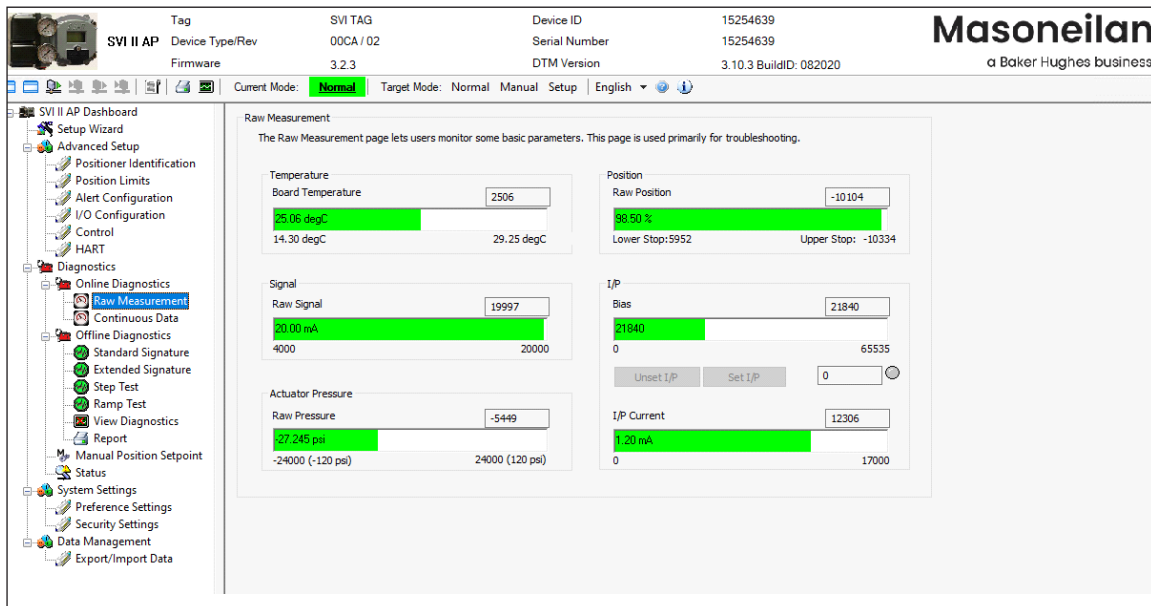 Tag SVI TAG Device ID 15254639
SVI II AP Device Type/Rev 00CA / 02 Serial Number 15254639
Firmware 3.2.3 DTM Version 3.10.3 BuildID: 082020
Masoneilan
a Baker Hughes business
Current Mode: Normal Target Mode: Normal Manual Setup English
SVI II AP Dashboard
Setup Wizard
Advanced Setup
Positioner Identification
Position Limits
Alert Configuration
I/O Configuration
Control
HART
Diagnostics
Online Diagnostics
Raw Measurement
Continuous Data
Offline Diagnostics
Standard Signature
Extended Signature
Step Test
Ramp Test
View Diagnostics
Report
Manual Position Setpoint
Status
System Settings
Preference Settings
Security Settings
Data Management
Export/Import Data
Raw Measurement
The Raw Measurement page lets users monitor some basic parameters. This page is used primarily for troubleshooting.
Temperature
Board Temperature 2506
25.06 degC
14.30 degC 29.25 degC
Position
Raw Position -10104
98.50 %
Lower Stop:5952 Upper Stop: -10334
Signal
Raw Signal 19997
20.00 mA
4000 20000
I/P
Bias 21840
21840
0 65535
Unset I/P Set I/P 0
Actuator Pressure
Raw Pressure -5449
-27.245 psi
-24000 (-120 psi) 24000 (120 psi)
I/P Current 12306
1.20 mA
0 17000